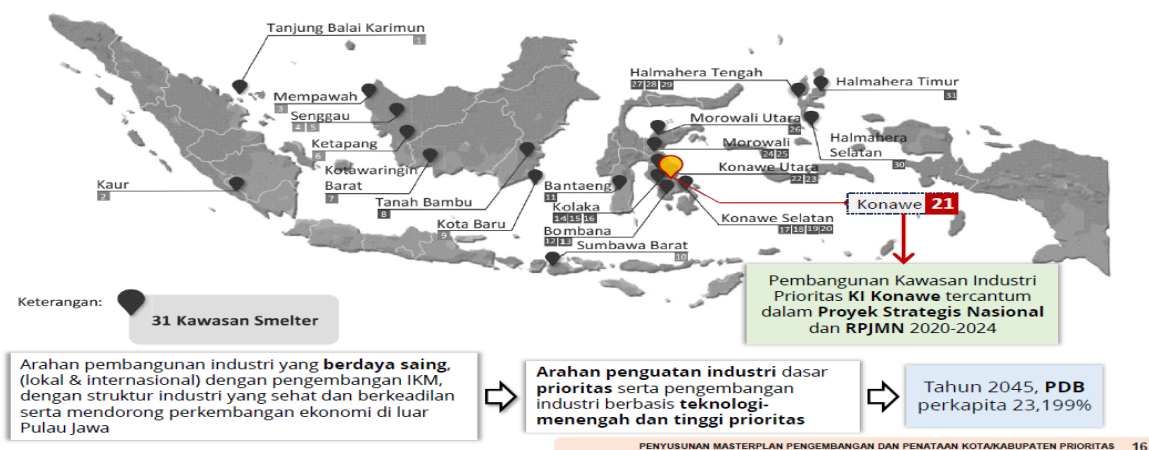 Tanjung Balai Karimun
1
Mempawah
3
Senggau
4 5
Ketapang
6
Kotawaringin
Barat
7
Kaur
2
Tanah Bambu
8
Kota Baru
9
Halmahera Tengah
27 28 29
Halmahera Timur
31
Morowali Utara
26
Halmahera
Selatan
30
Morowali
24 25
Konawe Utara
22 23
Bantaeng
11
Kolaka
14 15 16
Bombana
12 13
Konawe 21
Konawe Selatan
17 18 19 20
Sumbawa Barat
10
Pembangunan Kawasan Industri
Prioritas KI Konawe tercantum
dalam Proyek Strategis Nasional
dan RPJMN 2020-2024
Keterangan:
31 Kawasan Smelter
Arahan pembangunan industri yang berdaya saing,
(lokal & internasional) dengan pengembangan IKM,
dengan struktur industri yang sehat dan berkeadilan
serta mendorong perkembangan ekonomi di luar
Pulau Jawa
Arahan penguatan industri dasar
prioritas serta pengembangan
industri berbasis teknologi-
menengah dan tinggi prioritas
Tahun 2045, PDB
perkapita 23,199%
PENYUSUNAN MASTERPLAN PENGEMBANGAN DAN PENATAAN KOTA/KABUPATEN PRIORITAS 16